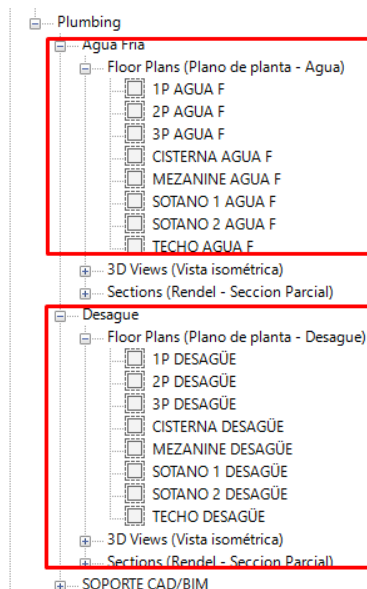 Plumbing
Agua Fria
Floor Plans (Plano de planta - Agua)
1P AGUA F
2P AGUA F
3P AGUA F
CISTERNA AGUA F
MEZANINE AGUA F
SOTANO 1 AGUA F
SOTANO 2 AGUA F
TECHO AGUA F
3D Views (Vista isométrica)
Sections (Rendel - Seccion Parcial)
Desague
Floor Plans (Plano de planta - Desague)
1P DESAGÜE
2P DESAGÜE
3P DESAGÜE
CISTERNA DESAGÜE
MEZANINE DESAGÜE
SOTANO 1 DESAGÜE
SOTANO 2 DESAGÜE
TECHO DESAGÜE
3D Views (Vista isométrica)
Sections (Rendel - Seccion Parcial)
SOPORTE CAD/BIM